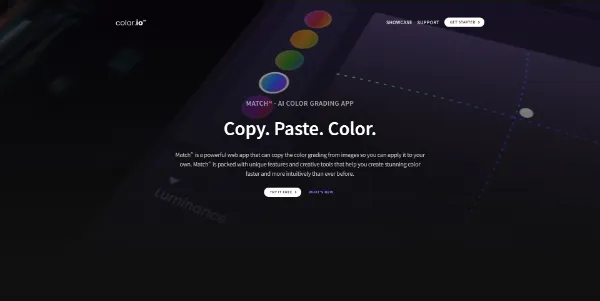 color.io™
SHOWCASE SUPPORT GET STARTED
MATCH™ - AI COLOR GRADING APP
Copy. Paste. Color.
Match™ is a powerful web app that can copy the color grading from images so you can apply it to your
own. Match™ is packed with unique features and creative tools that help you create stunning color
faster and more intuitively than ever before.
TRY IT FREE WHAT'S NEW
Luminance